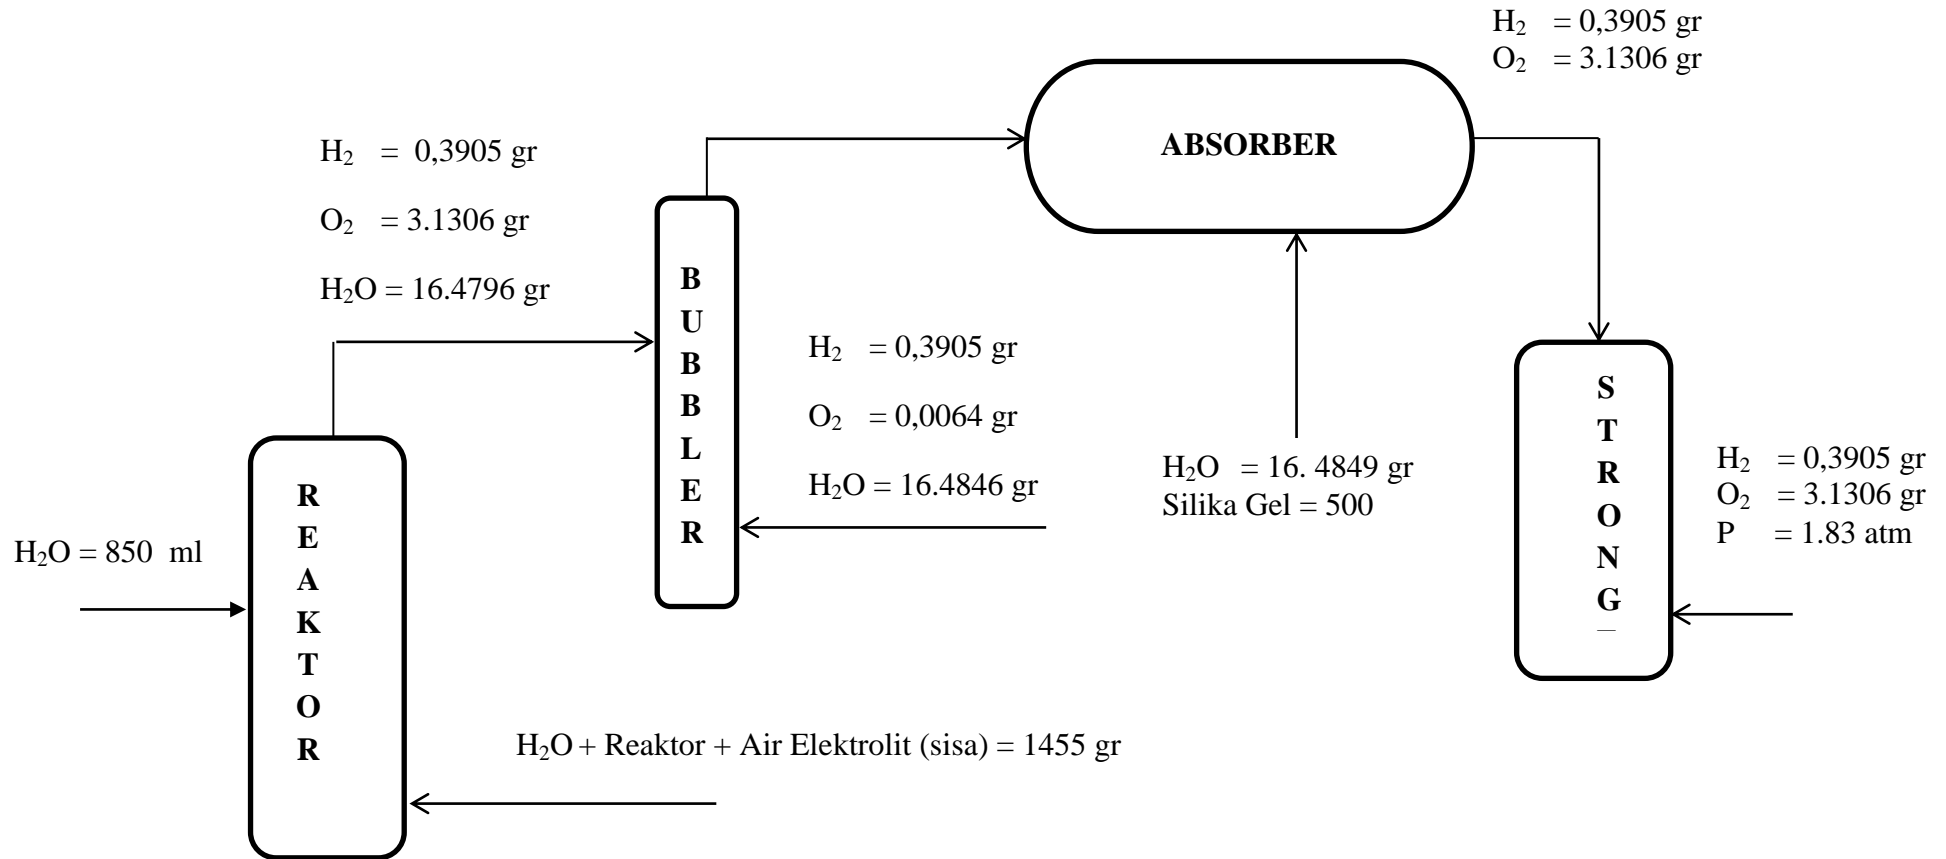 H₂ = 0,3905 gr
O₂ = 3.1306 gr
ABSORBER
H₂ = 0,3905 gr
O₂ = 3.1306 gr
H₂O = 16.4796 gr
BUBBLER
H₂ = 0,3905 gr
O₂ = 0,0064 gr
H₂O = 16.4846 gr
H₂O = 16. 4849 gr
Silika Gel = 500
STRONG
H₂ = 0,3905 gr
O₂ = 3.1306 gr
P = 1.83 atm
REAKTOR
H₂O = 850 ml
H₂O + Reaktor + Air Elektrolit (sisa) = 1455 gr